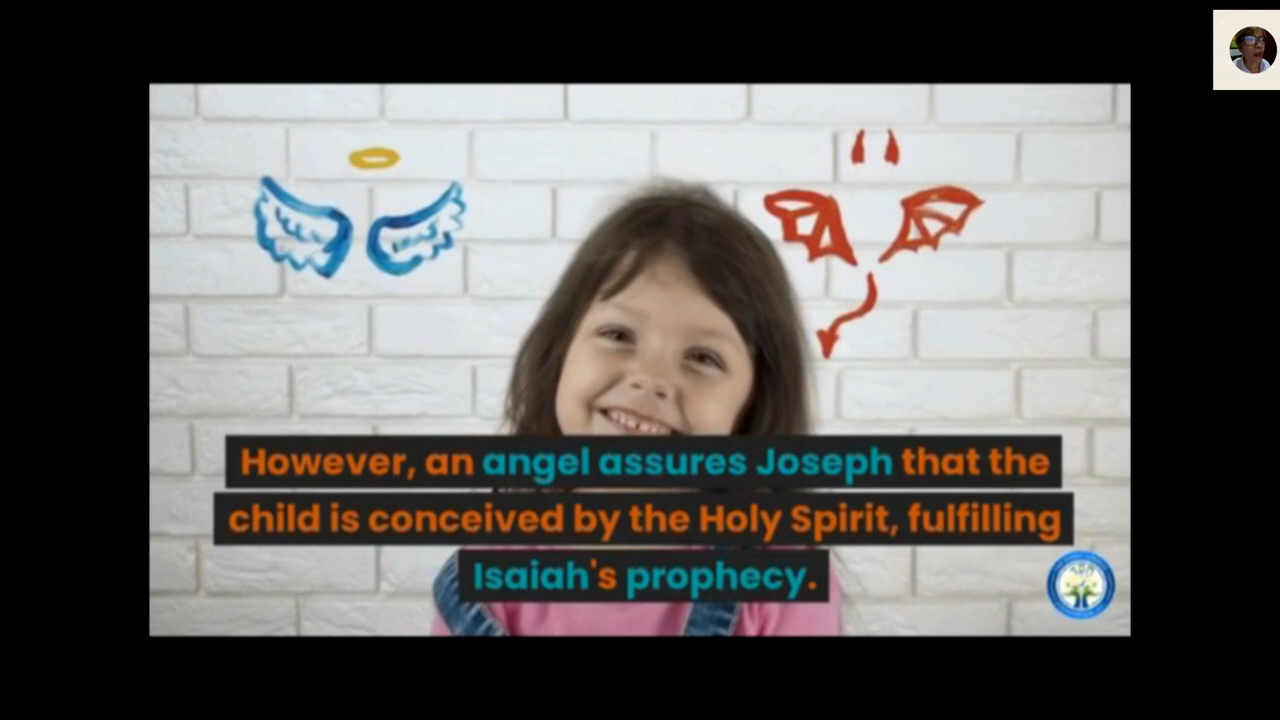 However, an angel assures Joseph that the
child is conceived by the Holy Spirit, fulfilling
Isaiah's prophecy.